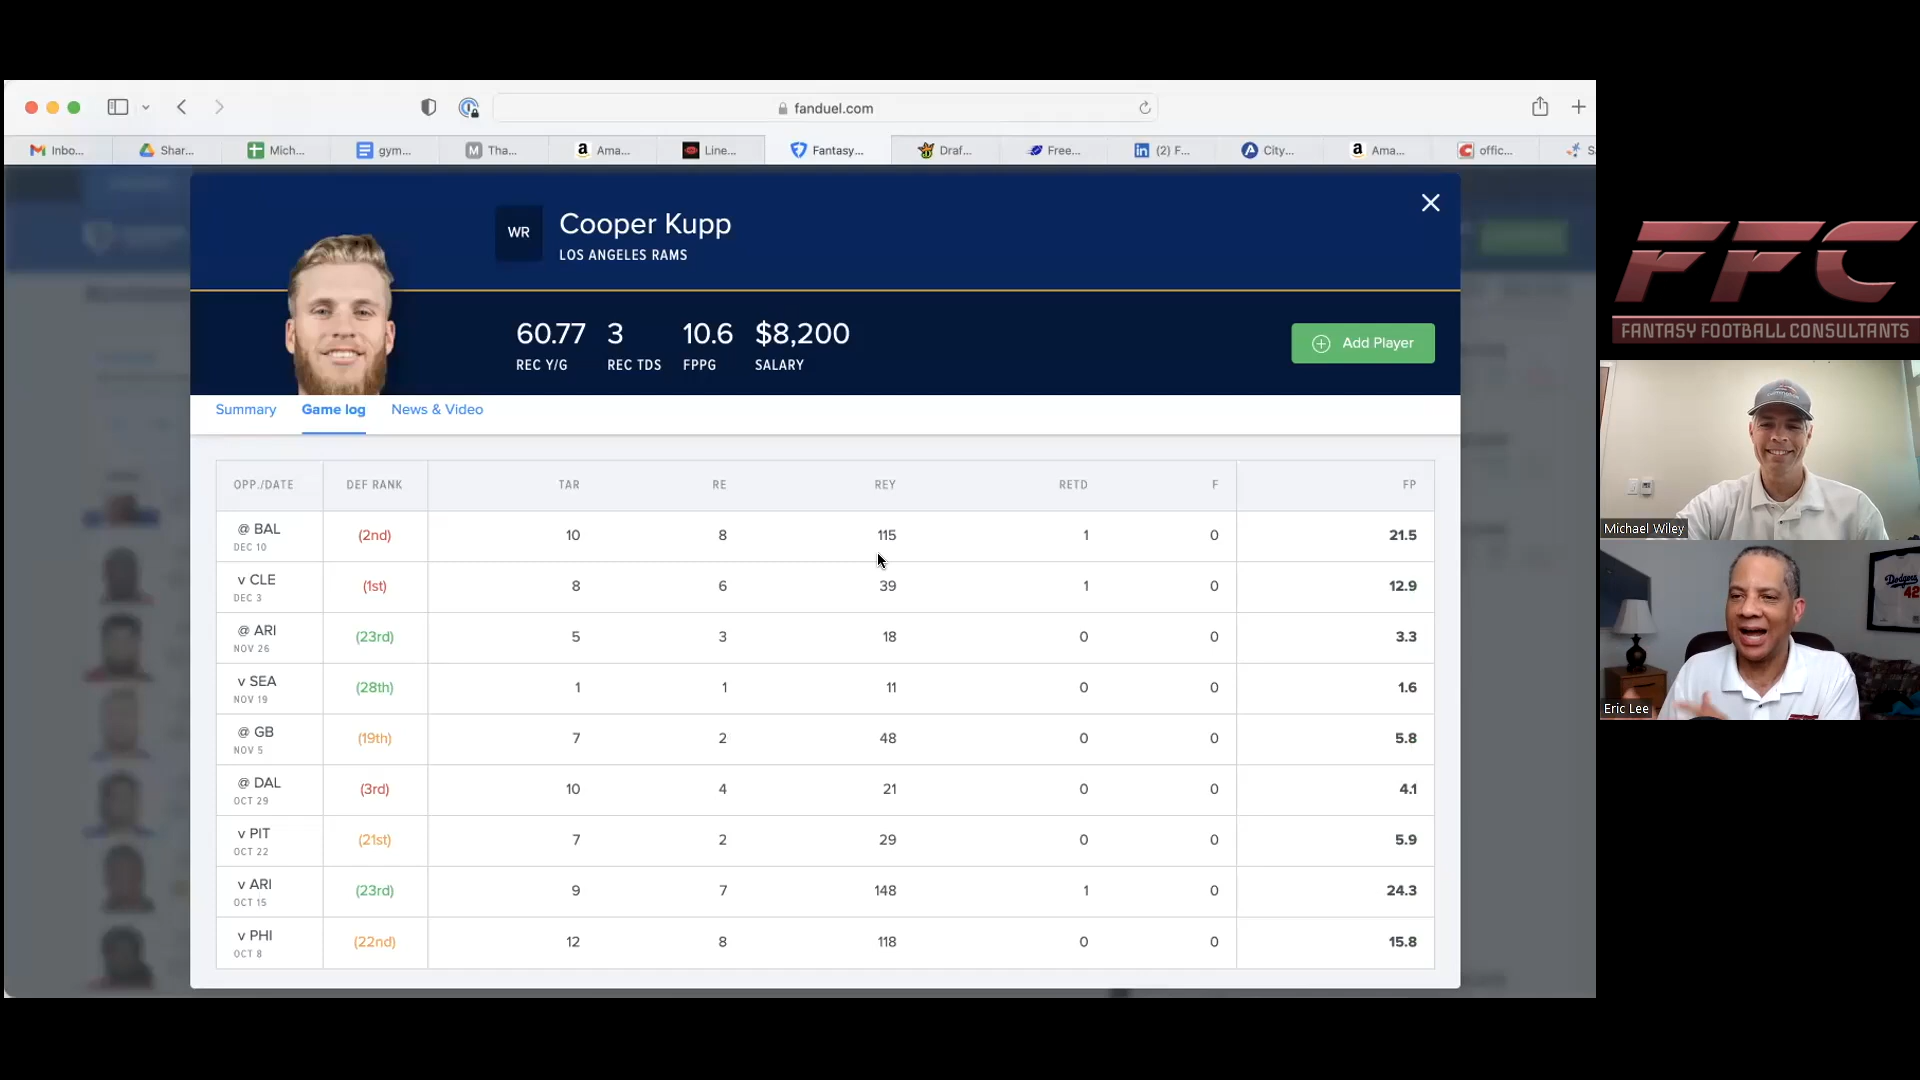 fanduel.com
Inbo...
Shar...
Mich...
gym...
Tha...
Ama...
Line...
Fantasy...
Draf...
Free...
(2) F...
City...
Ama...
offic...
S
WR
Cooper Kupp
LOS ANGELES RAMS
60.77 3 10.6 $8,200
REC Y/G REC TDS FPPG SALARY
Add Player
Summary Game log News & Video
OPP./DATE DEF RANK TAR RE REY RETD F FP
@ BAL (2nd) 10 8 115 1 0 21.5
DEC 10
v CLE (1st) 8 6 39 1 0 12.9
DEC 3
@ ARI (23rd) 5 3 18 0 0 3.3
NOV 26
v SEA (28th) 1 1 11 0 0 1.6
NOV 19
@ GB (19th) 7 2 48 0 0 5.8
NOV 5
@ DAL (3rd) 10 4 21 0 0 4.1
OCT 29
v PIT (21st) 7 2 29 0 0 5.9
OCT 22
v ARI (23rd) 9 7 148 1 0 24.3
OCT 15
v PHI (22nd) 12 8 118 0 0 15.8
OCT 8
FFC
FANTASY FOOTBALL CONSULTANTS
Michael Wiley
Dodgers
42
Eric Lee